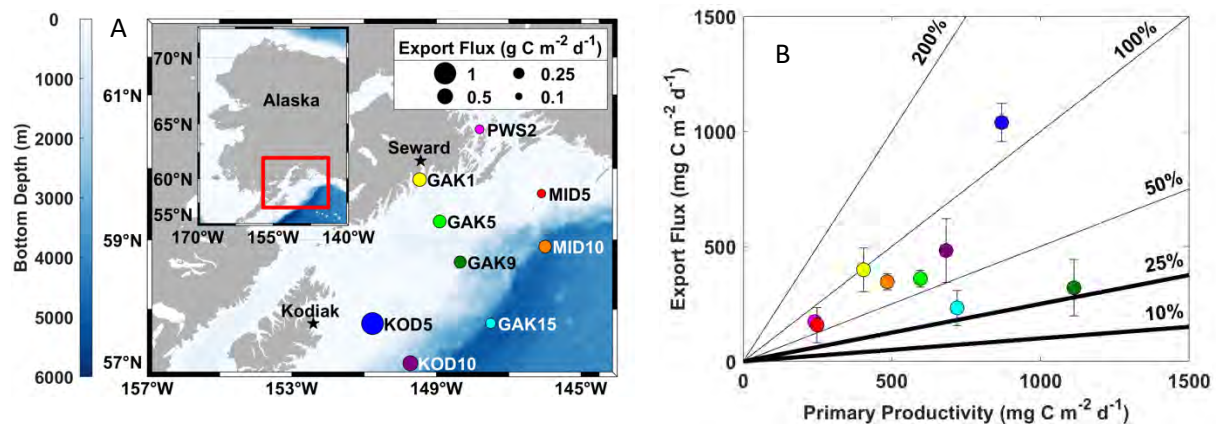 A
Export Flux (g C m⁻² d⁻¹)
1 0.25
0.5 0.1
Bottom Depth (m)
0
1000
2000
3000
4000
5000
6000
61°N
59°N
57°N
157°W 153°W 149°W 145°W
Alaska
70°N
65°N
60°N
55°N
170°W 155°W 140°W
PWS2
Seward
GAK1
MID5
GAK5
MID10
GAK9
Kodiak
KOD5
GAK15
KOD10
B
Export Flux (mg C m⁻² d⁻¹)
1500
1000
500
0
0 500 1000 1500
Primary Productivity (mg C m⁻² d⁻¹)
200%
100%
50%
25%
10%